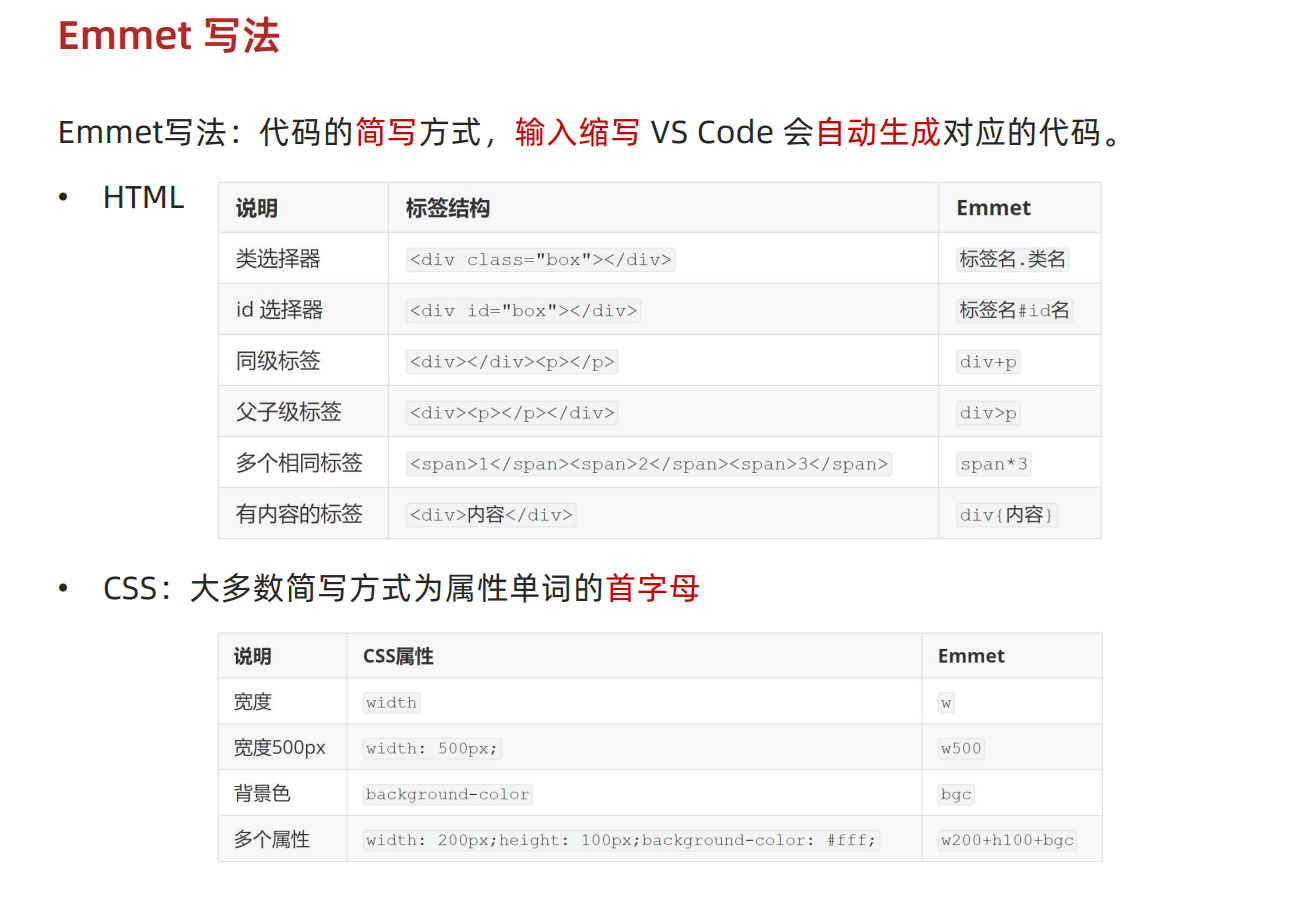 Emmet 写法
Emmet写法：代码的简写方式，输入缩写 VS Code 会自动生成对应的代码。
• HTML
说明 标签结构 Emmet
类选择器 <div class="box"></div> 标签名.类名
id 选择器 <div id="box"></div> 标签名#id名
同级标签 <div></div><p></p> div+p
父子级标签 <div><p></p></div> div>p
多个相同标签 <span>1</span><span>2</span><span>3</span> span*3
有内容的标签 <div>内容</div> div{内容}
• CSS：大多数简写方式为属性单词的首字母
说明 CSS属性 Emmet
宽度 width w
宽度500px width: 500px; w500
背景色 background-color bgc
多个属性 width: 200px;height: 100px;background-color: #fff; w200+h100+bgc